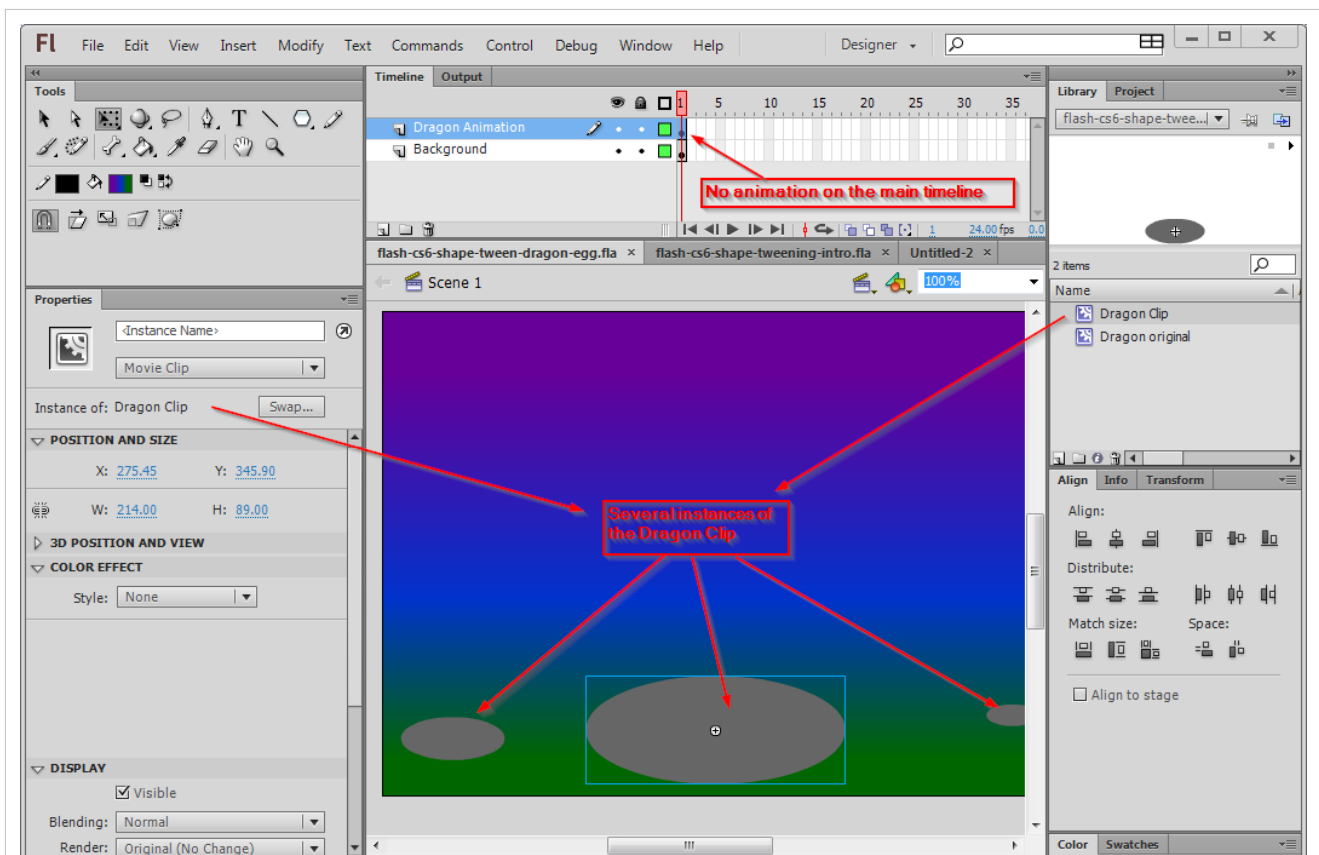 Fl File Edit View Insert Modify Text Commands Control Debug Window Help Designer
Tools
Timeline Output
1 5 10 15 20 25 30 35
Dragon Animation
Background
No animation on the main timeline
1 24.00 fps 0.0
flash-cs6-shape-tween-dragon-egg.fla × flash-cs6-shape-tweening-intro.fla × Untitled-2 ×
Scene 1 100%
Properties
<Instance Name>
Movie Clip
Instance of: Dragon Clip Swap...
POSITION AND SIZE
X: 275.45 Y: 345.90
W: 214.00 H: 89.00
3D POSITION AND VIEW
COLOR EFFECT
Style: None
DISPLAY
Visible
Blending: Normal
Render: Original (No Change)
Several instances of
the Dragon Clip
Library Project
flash-cs6-shape-twee...
2 items
Name
Dragon Clip
Dragon original
Align Info Transform
Align:
Distribute:
Match size: Space:
Align to stage
Color Swatches